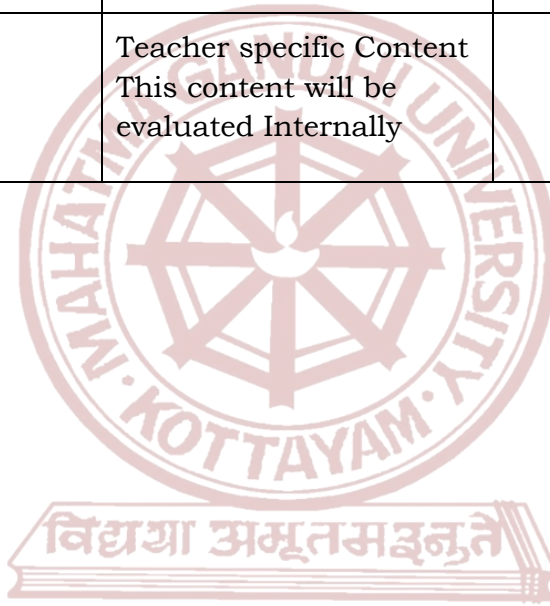 Teacher specific Content
This content will be
evaluated Internally
MAHATMA GANDHI UNIVERSITY
· KOTTAYAM ·
विद्यया अमृतमश्नुते